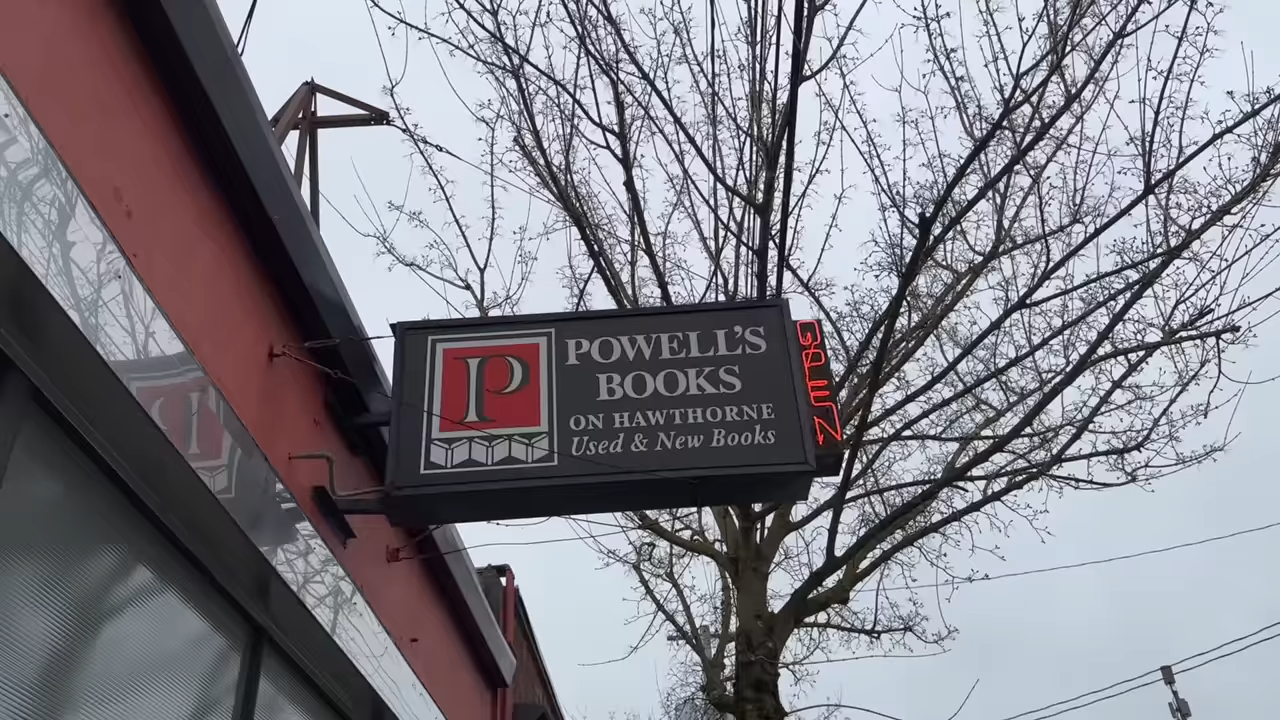 P
POWELL'S
BOOKS
ON HAWTHORNE
Used & New Books
OPEN